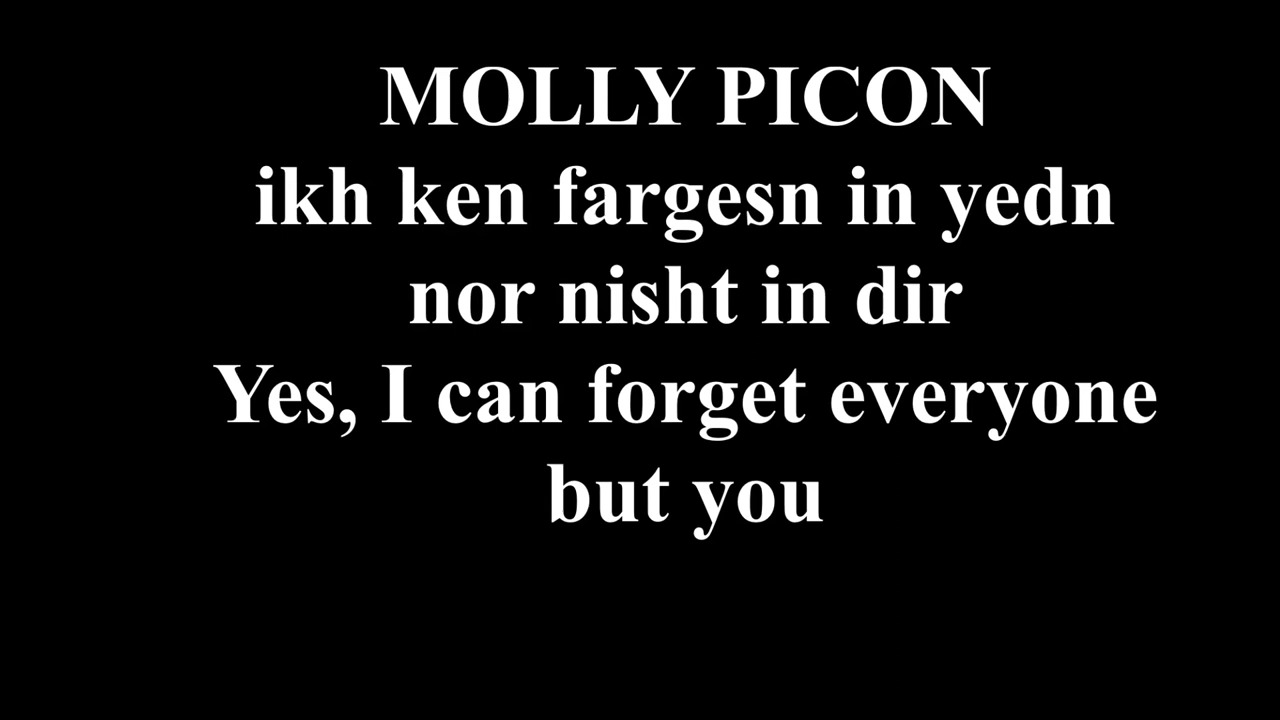 MOLLY PICON
ikh ken fargesn in yedn
nor nisht in dir
Yes, I can forget everyone
but you